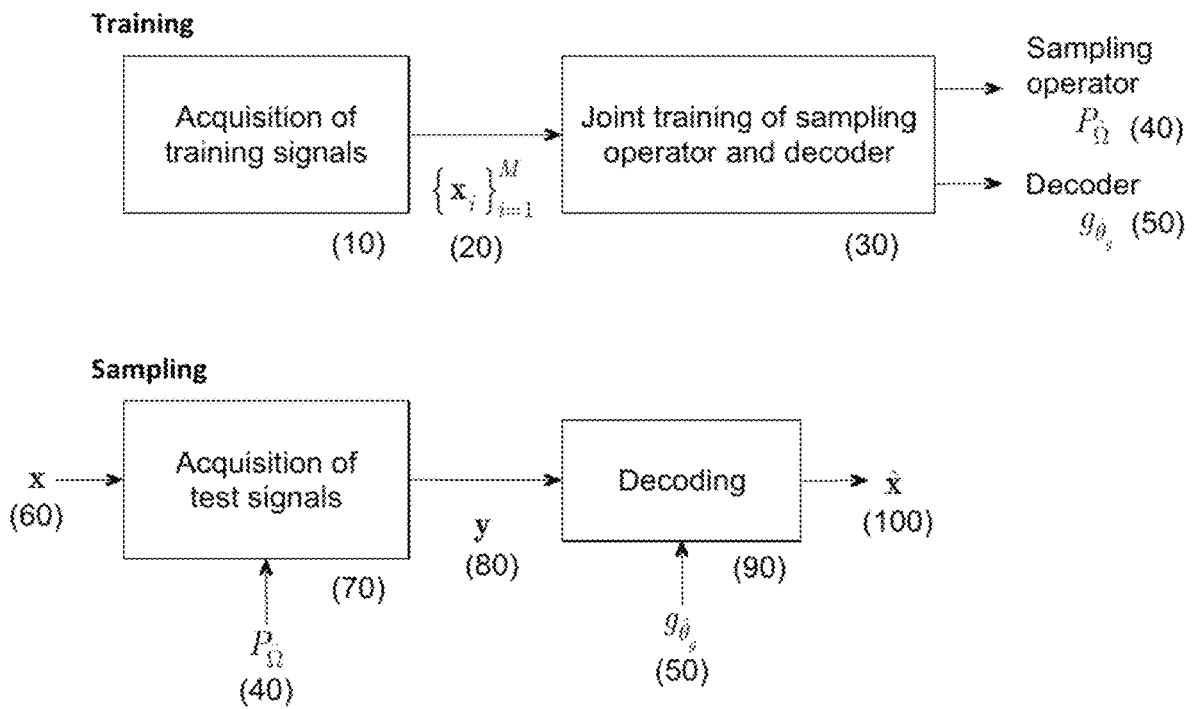 Training
Acquisition of
training signals
(10)
{x_i}_{i=1}^{M}
(20)
Joint training of sampling
operator and decoder
(30)
Sampling
operator
P_Ω̂ (40)
Decoder
g_θ̂_g (50)
Sampling
x
(60)
Acquisition of
test signals
(70)
P_Ω̂
(40)
y
(80)
Decoding
(90)
g_θ̂_g
(50)
x̂
(100)